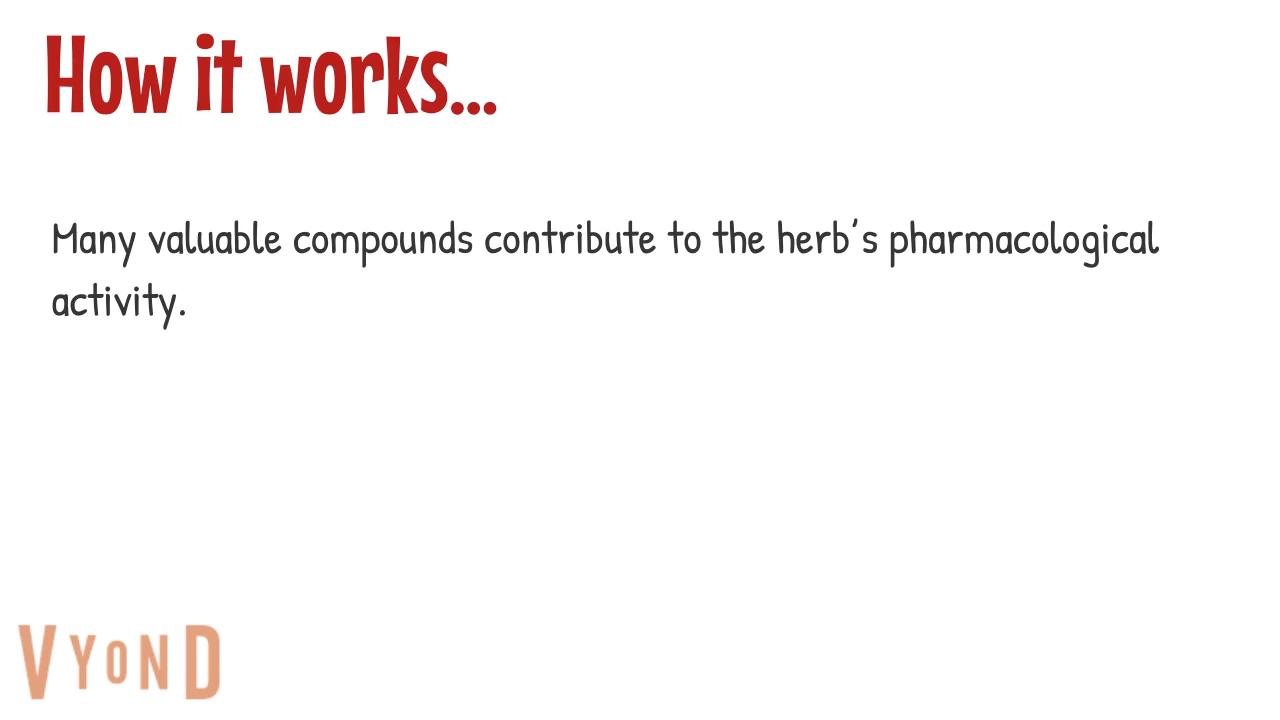 How it works...
Many valuable compounds contribute to the herb's pharmacological
activity.
VYOND